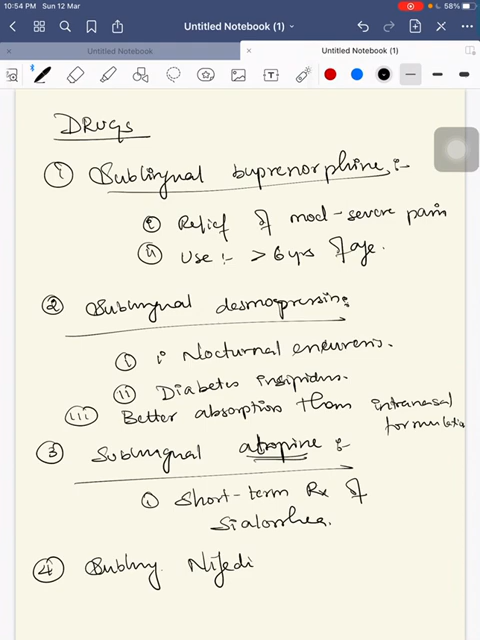 10:54 PM Sun 12 Mar
58%
Untitled Notebook (1)
Untitled Notebook
Untitled Notebook (1)
DRUGS
① Sublingual buprenorphine :-
(i) Relief of mod-severe pain
(ii) Use :- > 6 yrs of age.
② Sublingual desmopressin :
(i) : Nocturnal enuresis.
(ii) Diabetes insipidus.
(iii) Better absorption than intranasal
formulatio
③ Sublingual atropine :-
(i) Short-term Rx of
Sialorrhea.
④ Subling. Nifedi